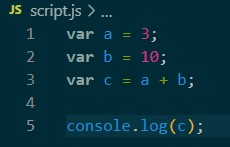 JS script.js > ...
1 var a = 3;
2 var b = 10;
3 var c = a + b;
4
5 console.log(c);